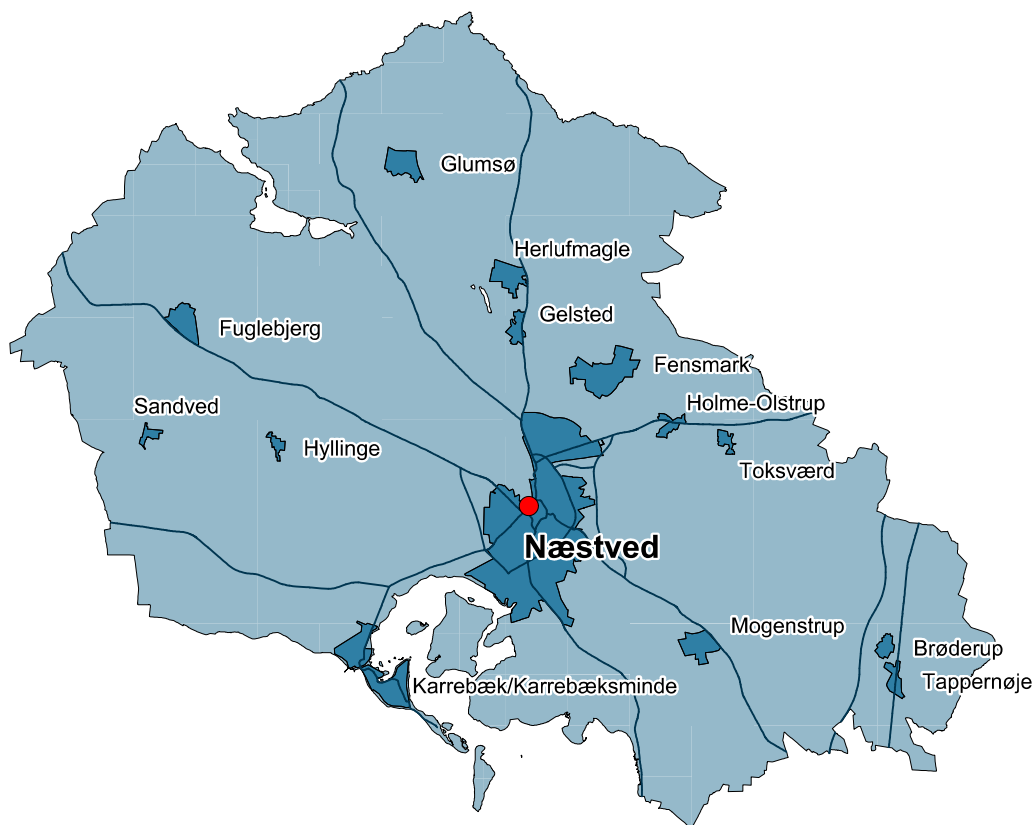 Glumsø
Herlufmagle
Gelsted
Fuglebjerg
Fensmark
Holme-Olstrup
Sandved
Hyllinge
Toksværd
Næstved
Mogenstrup
Brøderup
Tappernøje
Karrebæk/Karrebæksminde